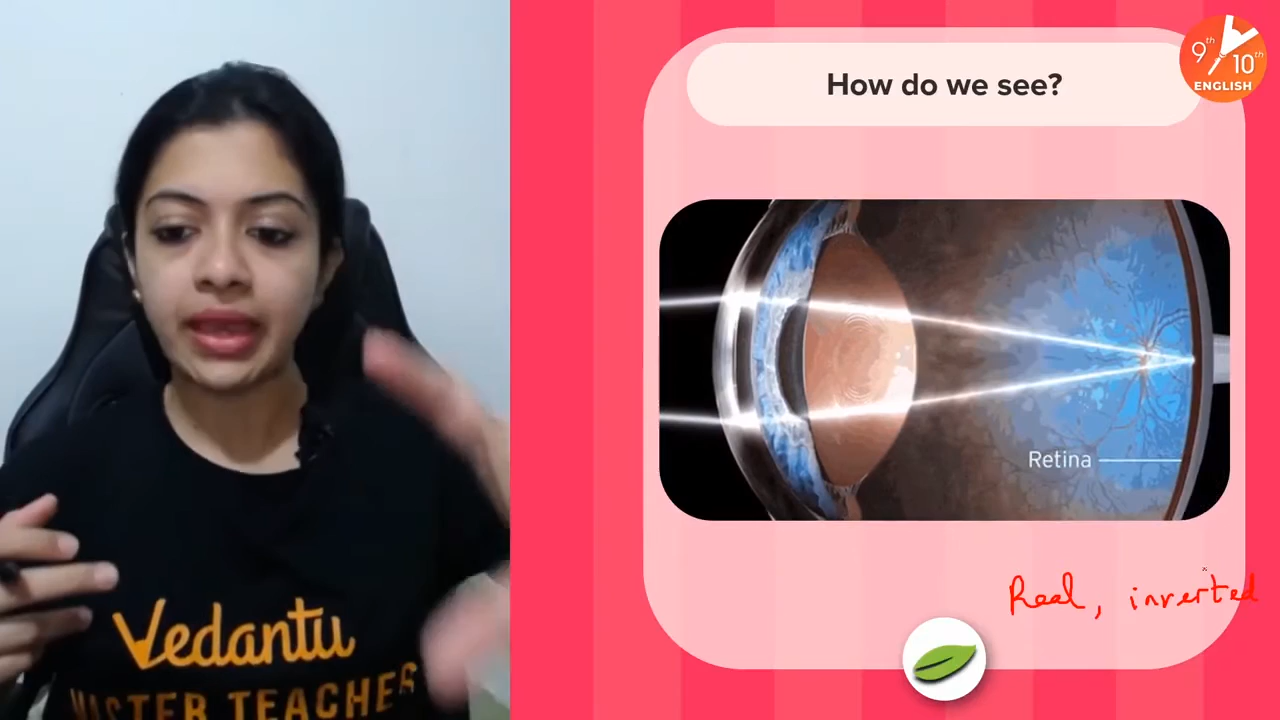 How do we see?
9th
10th
ENGLISH
Retina
Real, inverted
Vedantu
MASTER TEACHER